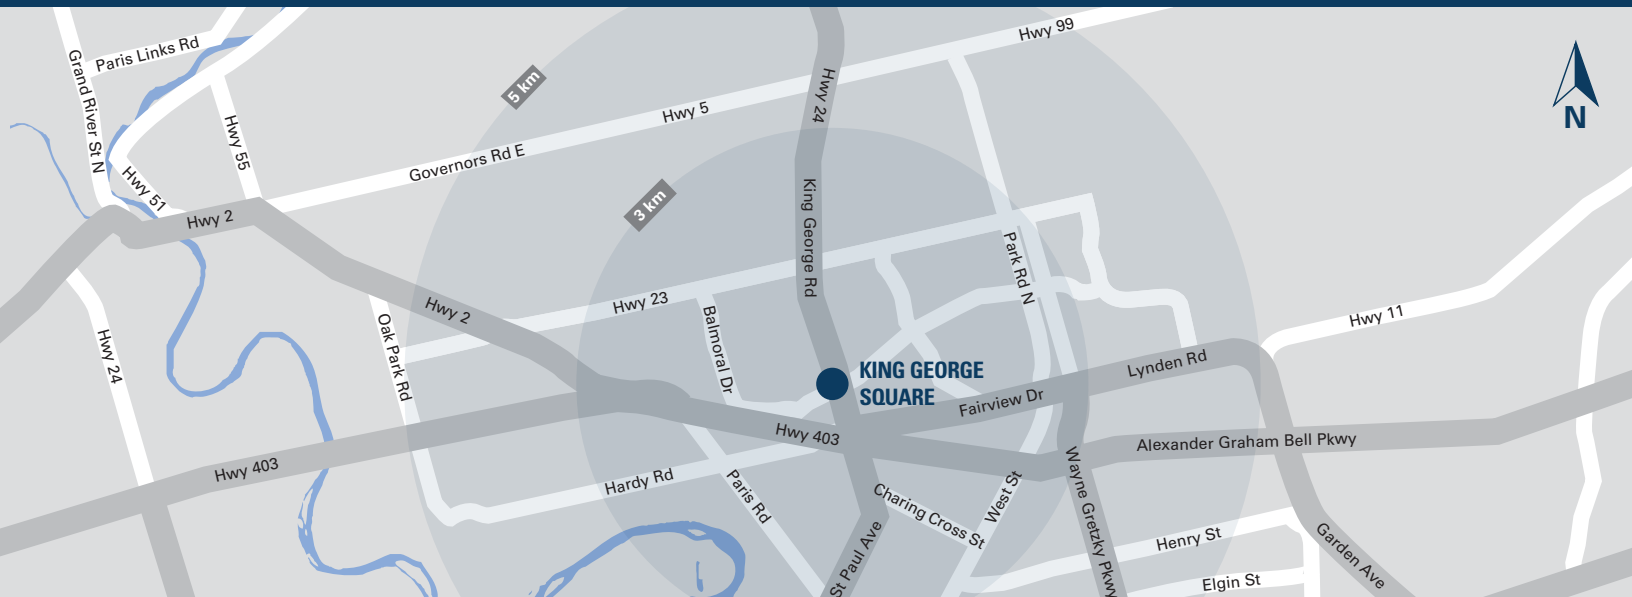 Hwy 99
Paris Links Rd
Grand River St N
Hwy 24
5 km
Hwy 5
N
Hwy 55
Governors Rd E
Hwy 51
3 km
Hwy 2
King George Rd
Park Rd N
Hwy 2
Hwy 23
Hwy 11
Balmoral Dr
Oak Park Rd
Hwy 24
Lynden Rd
KING GEORGE
SQUARE
Fairview Dr
Hwy 403
Alexander Graham Bell Pkwy
Hwy 403
Hardy Rd
Paris Rd
Charing Cross St
West St
Wayne Gretzky Pkwy
St Paul Ave
Henry St
Garden Ave
Elgin St